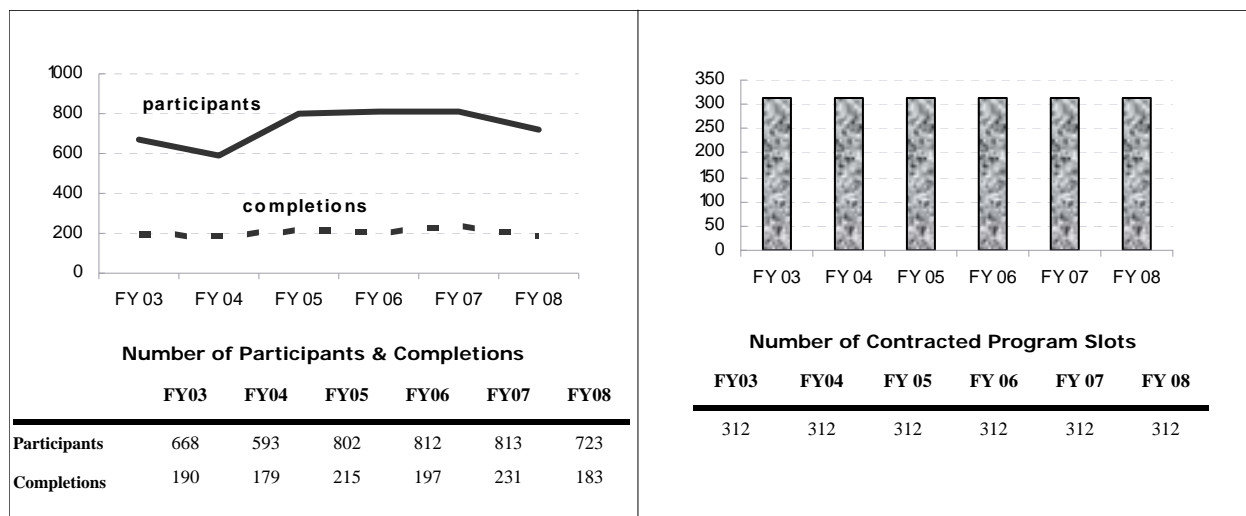 1000
800
600
400
200
0
participants
completions
FY 03 FY 04 FY 05 FY 06 FY 07 FY 08
Number of Participants & Completions
FY03 FY04 FY05 FY06 FY07 FY08
Participants 668 593 802 812 813 723
Completions 190 179 215 197 231 183
350
300
250
200
150
100
50
0
FY 03 FY 04 FY 05 FY 06 FY 07 FY 08
Number of Contracted Program Slots
FY03 FY04 FY 05 FY 06 FY 07 FY 08
312 312 312 312 312 312